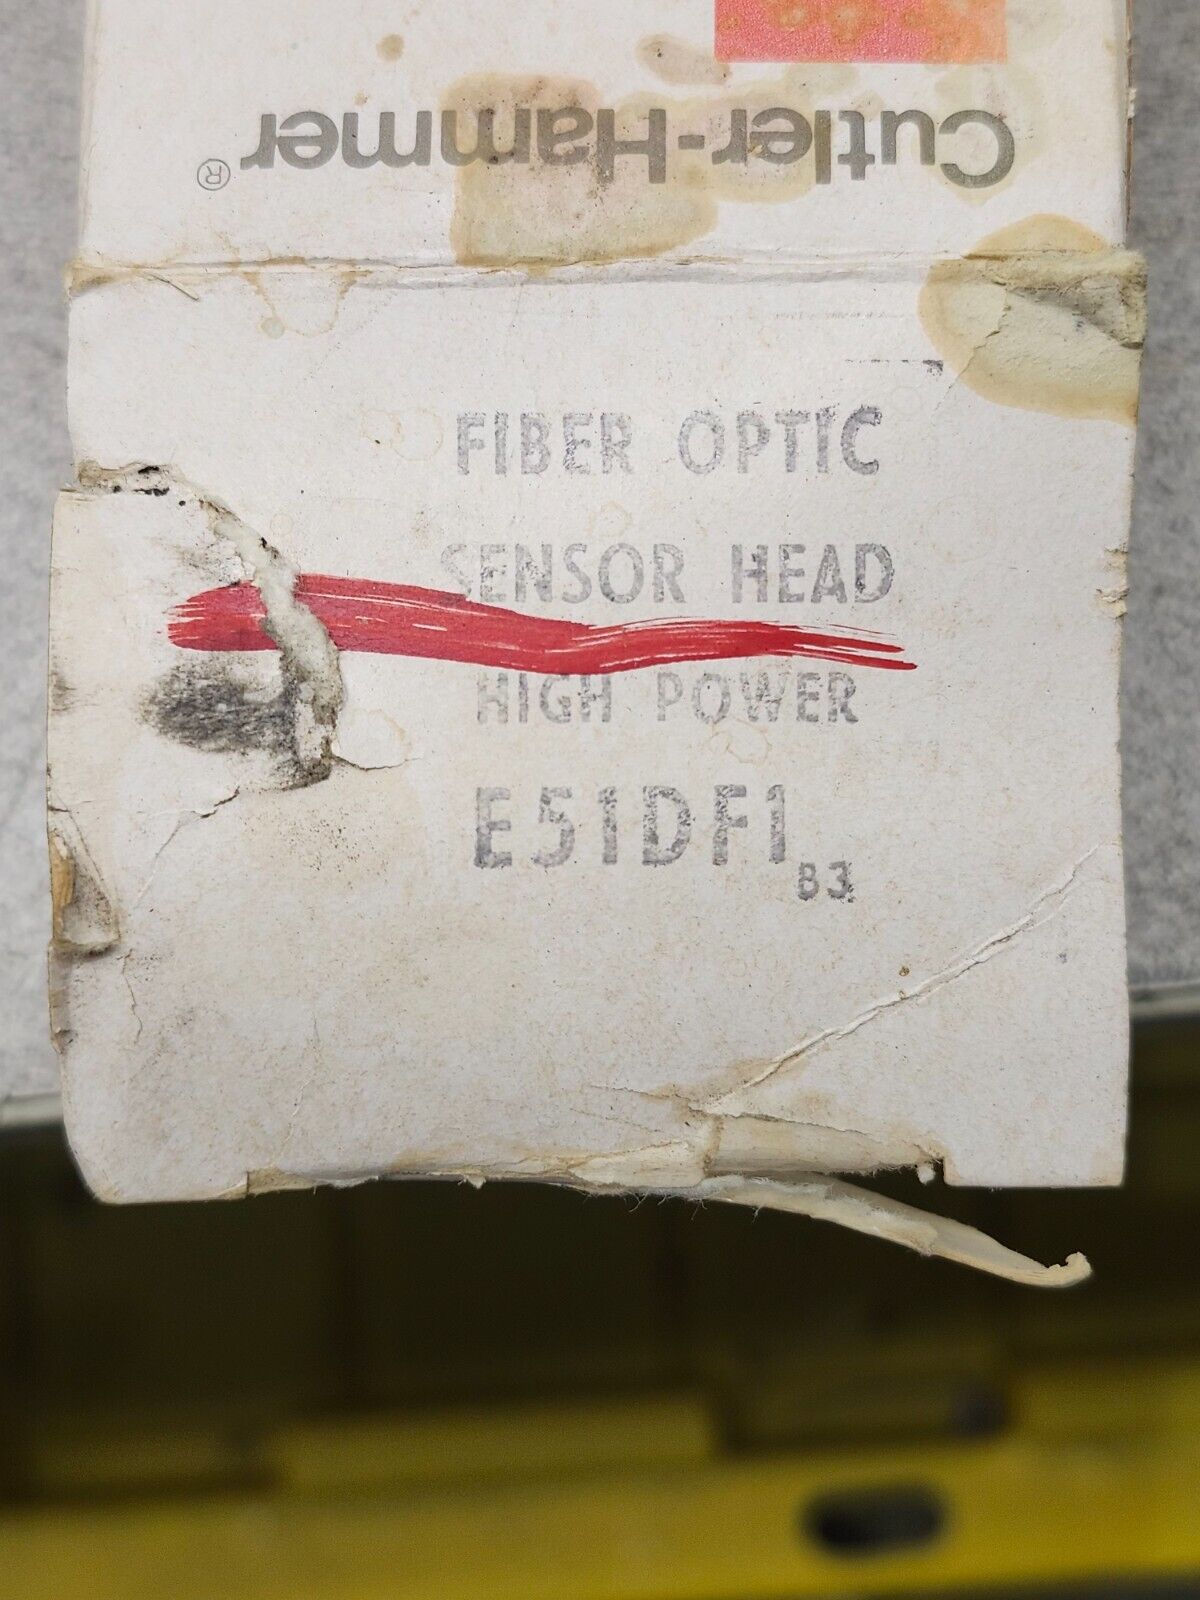 Cutler-Hammer®
FIBER OPTIC
SENSOR HEAD
HIGH POWER
E51DF1
B3